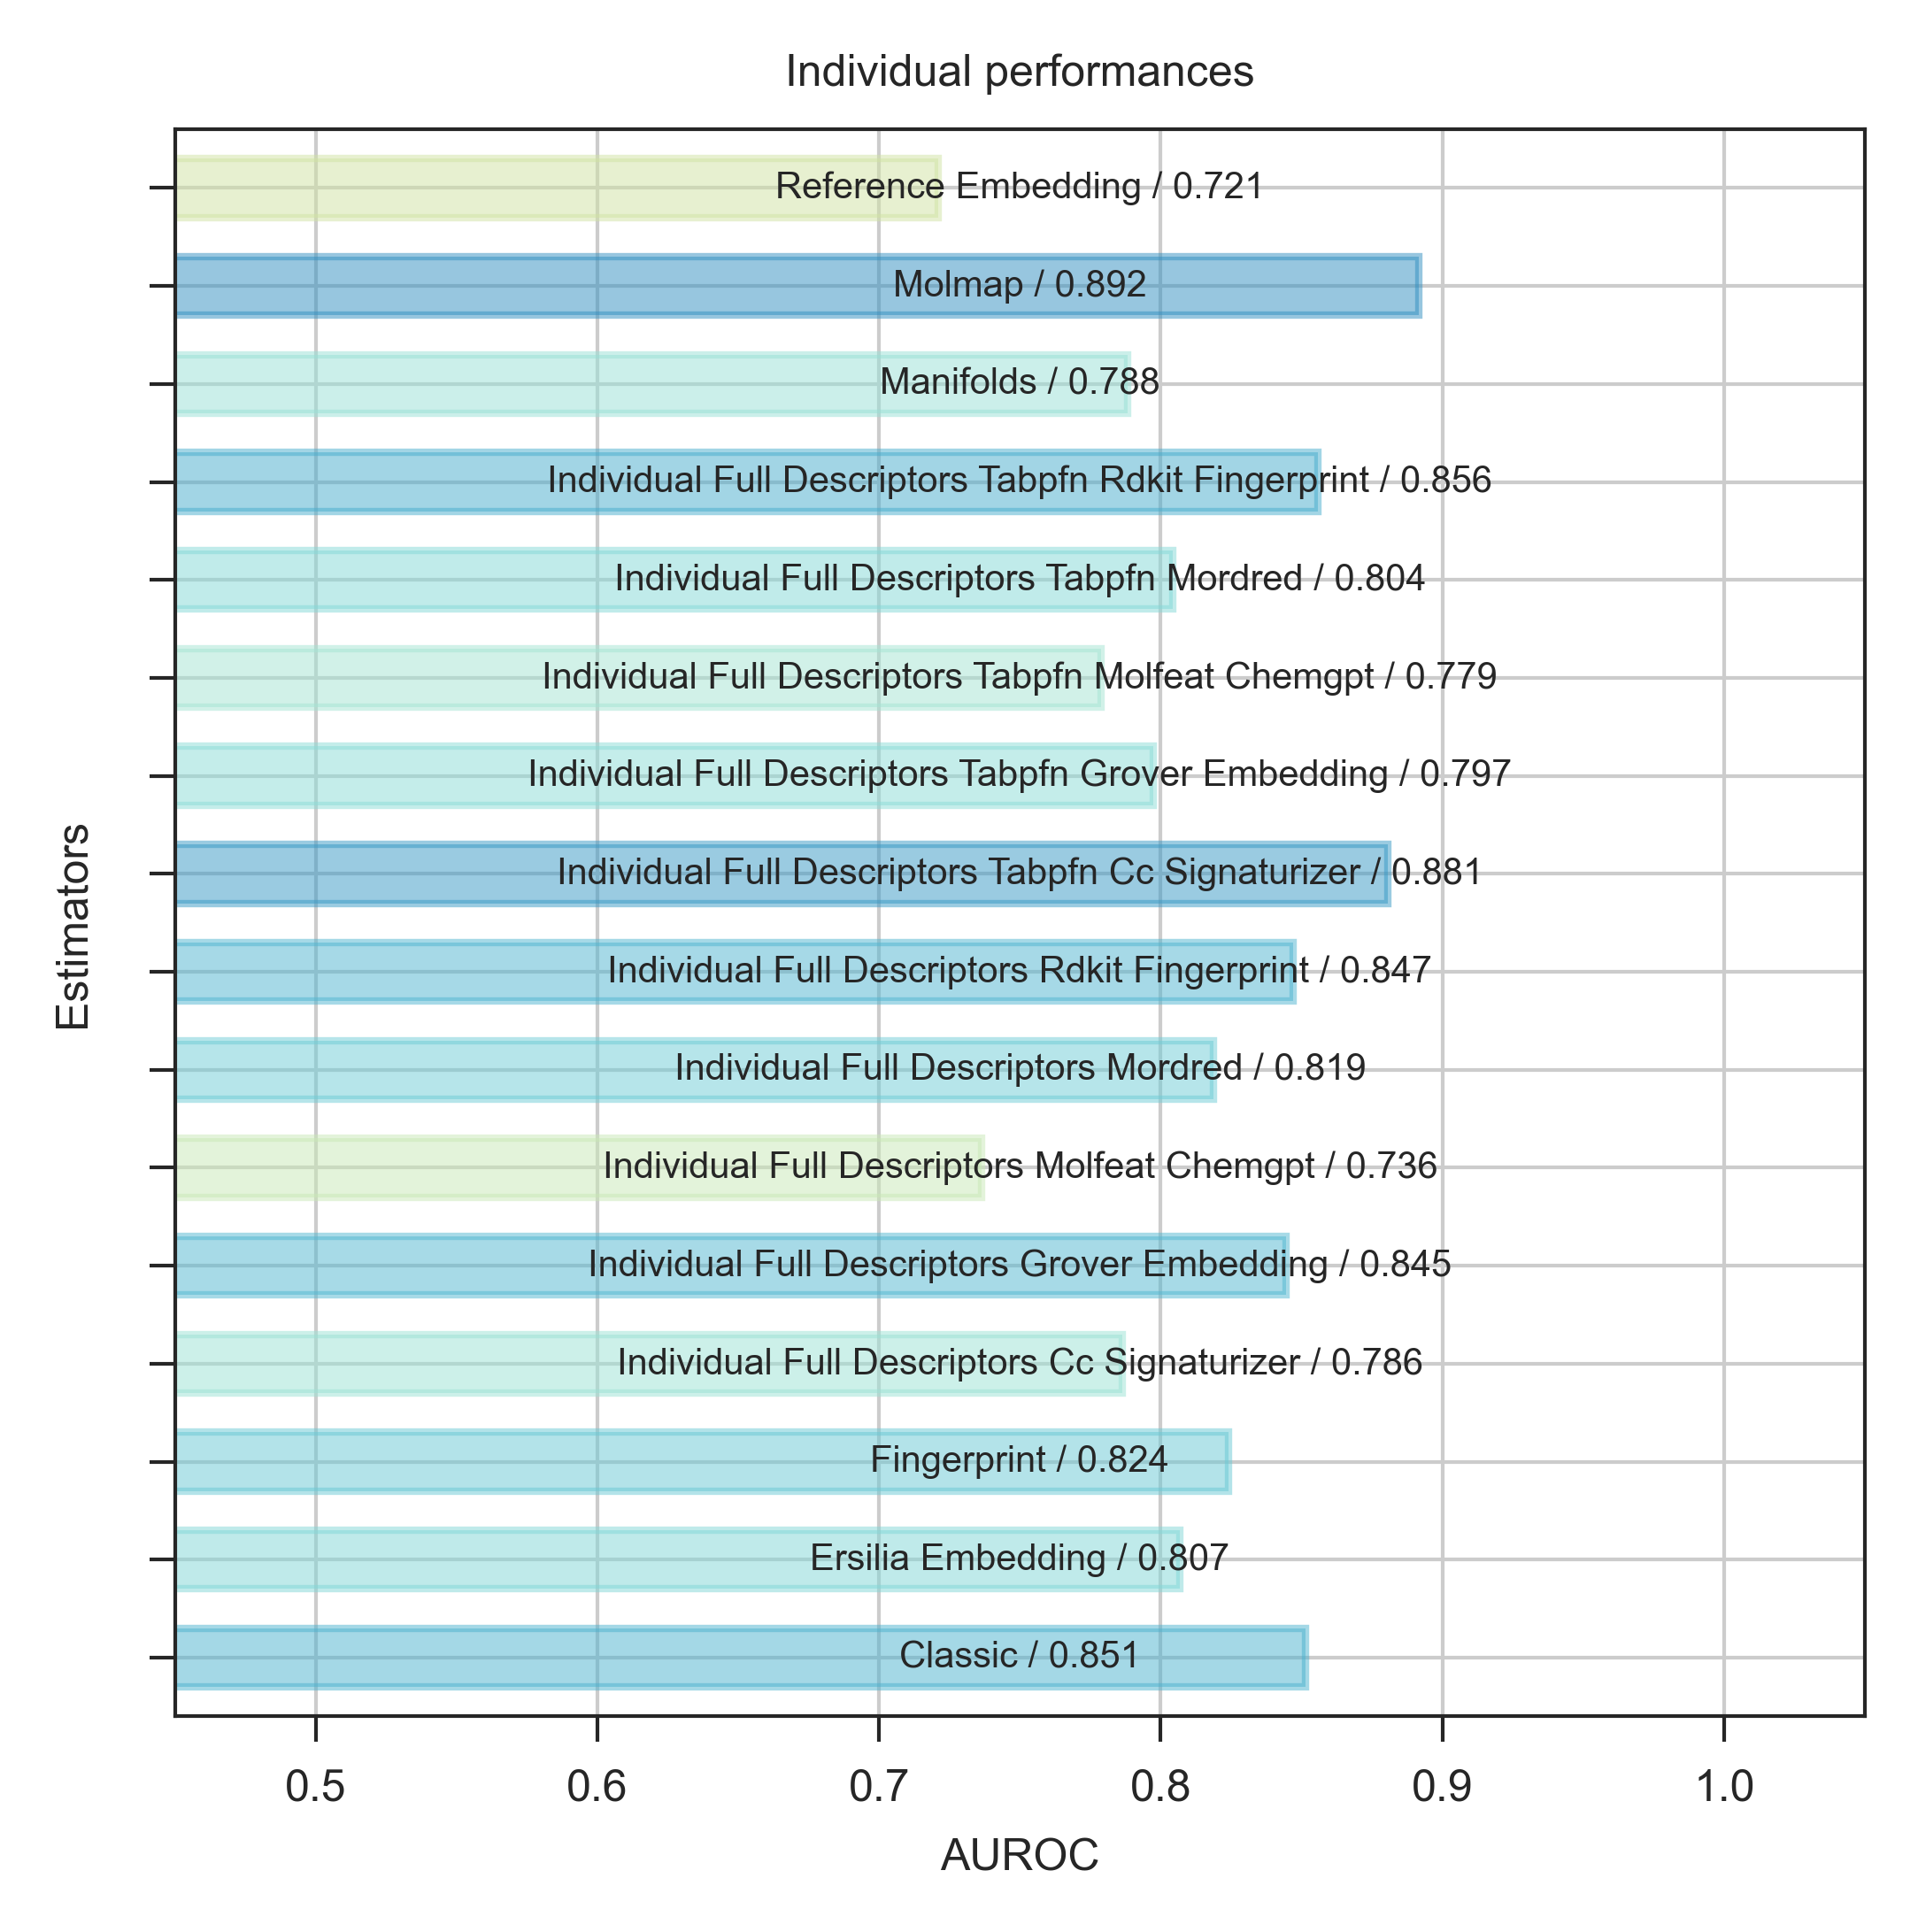 Individual performances
Reference Embedding / 0.721
Molmap / 0.892
Manifolds / 0.788
Individual Full Descriptors Tabpfn Rdkit Fingerprint / 0.856
Individual Full Descriptors Tabpfn Mordred / 0.804
Individual Full Descriptors Tabpfn Molfeat Chemgpt / 0.779
Individual Full Descriptors Tabpfn Grover Embedding / 0.797
Individual Full Descriptors Tabpfn Cc Signaturizer / 0.881
Individual Full Descriptors Rdkit Fingerprint / 0.847
Individual Full Descriptors Mordred / 0.819
Individual Full Descriptors Molfeat Chemgpt / 0.736
Individual Full Descriptors Grover Embedding / 0.845
Individual Full Descriptors Cc Signaturizer / 0.786
Fingerprint / 0.824
Ersilia Embedding / 0.807
Classic / 0.851
Estimators
0.5 0.6 0.7 0.8 0.9 1.0
AUROC